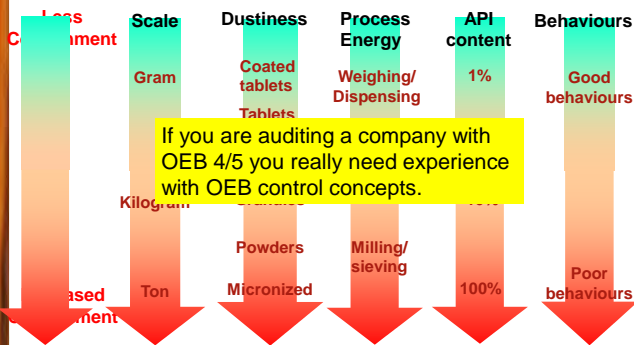 Less
Scale
Dustiness
Process
Energy
API
content
Behaviours
Gram
Coated
tablets
Tablets
Weighing/
Dispensing
1%
Good
behaviours
If you are auditing a company with
OEB 4/5 you really need experience
with OEB control concepts.
Kilogram
Powders
Milling/
sieving
Ton
Micronized
100%
Poor
behaviours